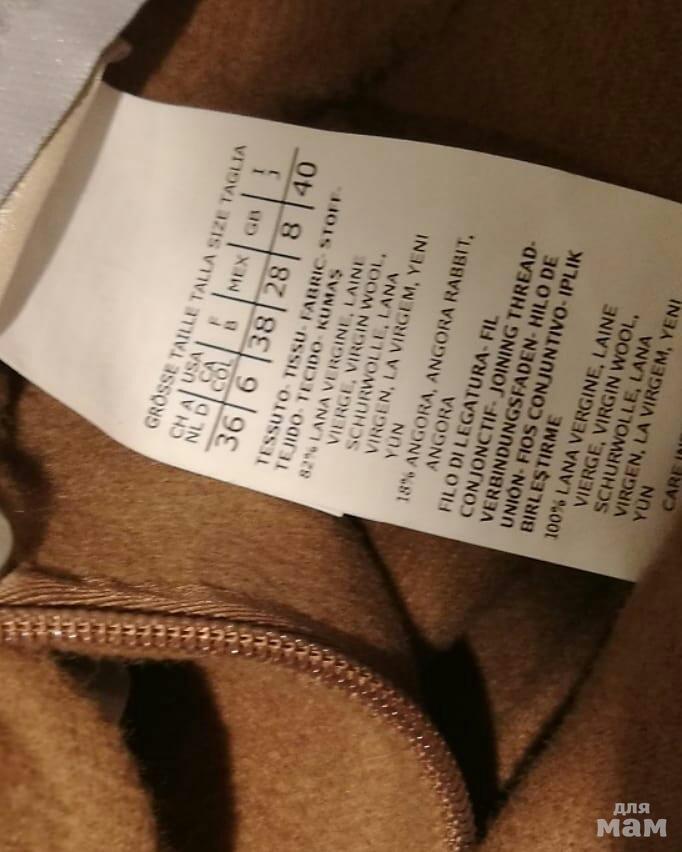 GRÖSSE TAILLE TALLA SIZE TAGLIA
CH A USA F MEX GB I
NL D CA B J
COL
36 6 38 28 8 40
TESSUTO- TISSU- FABRIC- STOFF-
TEJIDO- TECIDO- KUMAŞ
82% LANA VERGINE, LAINE
VIERGE, VIRGIN WOOL,
SCHURWOLLE, LANA
VIRGEN, LA VIRGEM, YENI
YÜN
18% ANGORA, ANGORA RABBIT,
ANGORA
FILO DI LEGATURA- FIL
CONJONCTIF- JOINING THREAD-
VERBINDUNGSFADEN- HILO DE
UNIÓN- FIOS CONJUNTIVO- IPLIK
BIRLEŞTIRME
100% LANA VERGINE, LAINE
VIERGE, VIRGIN WOOL,
SCHURWOLLE, LANA
VIRGEN, LA VIRGEM, YENI
YÜN
для
мам